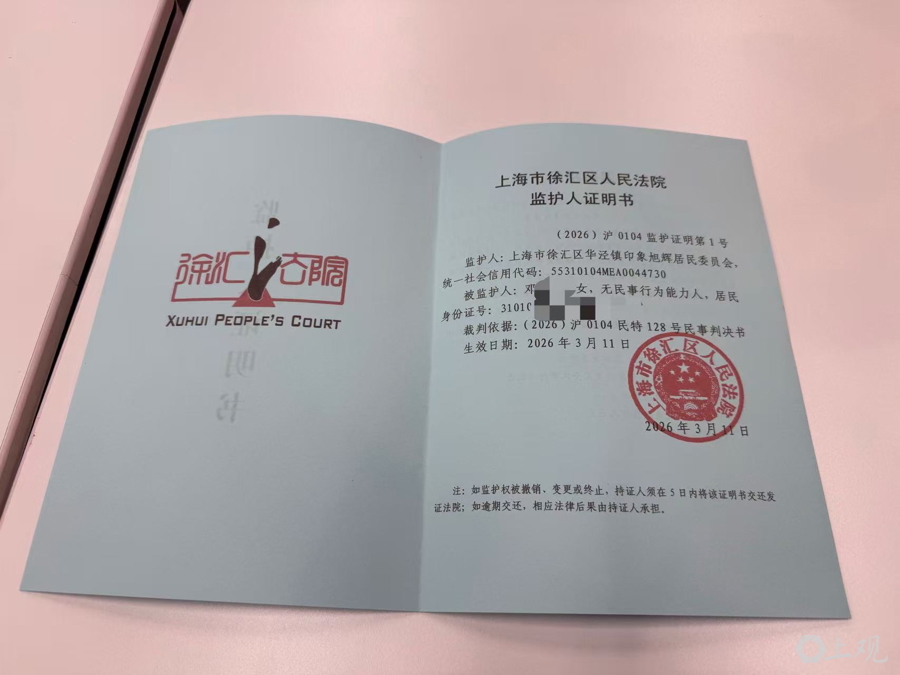 徐汇法院
XUHUI PEOPLE'S COURT
上海市徐汇区人民法院
监护人证明书
（2026）沪 0104 监护证明第 1 号
监护人：上海市徐汇区华泾镇印象旭辉居民委员会，
统一社会信用代码：55310104MEA0044730
被监护人：邓 女，无民事行为能力人，居民
身份证号：31010
裁判依据：（2026）沪 0104 民特 128 号民事判决书
生效日期：2026 年 3 月 11 日
上海市徐汇区人民法院
2026 年 3 月 11 日
注：如监护权被撤销、变更或终止，持证人须在 5 日内将该证明书交还发
证法院；如逾期交还，相应法律后果由持证人承担。
上观